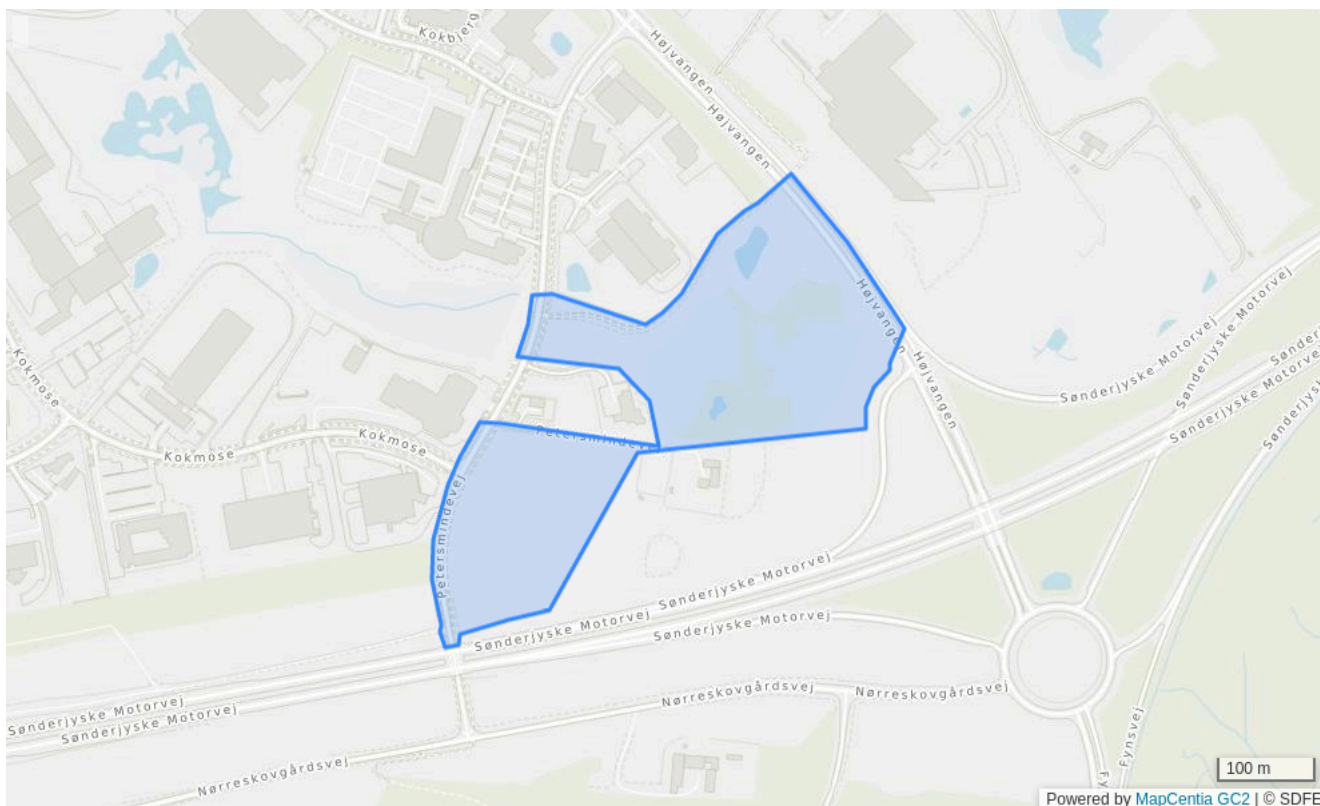 Kokbjerg
Højvangen
Højvangen
Højvangen
Højvangen
Sønderjyske Motorvej
Sønderjyske Motorvej
Sønderjyske Motorvej
Kokmose
Kokmose
Kokmose
Petersmindevej
Petersmindevej
Sønderjyske Motorvej
Sønderjyske Motorvej
Sønderjyske Motorvej
Sønderjyske Motorvej
Sønderjyske Motorvej
Nørreskovgårdsvej
Nørreskovgårdsvej
Nørreskovgårdsvej
Fynsvej
100 m
Powered by MapCentia GC2 | © SDFE